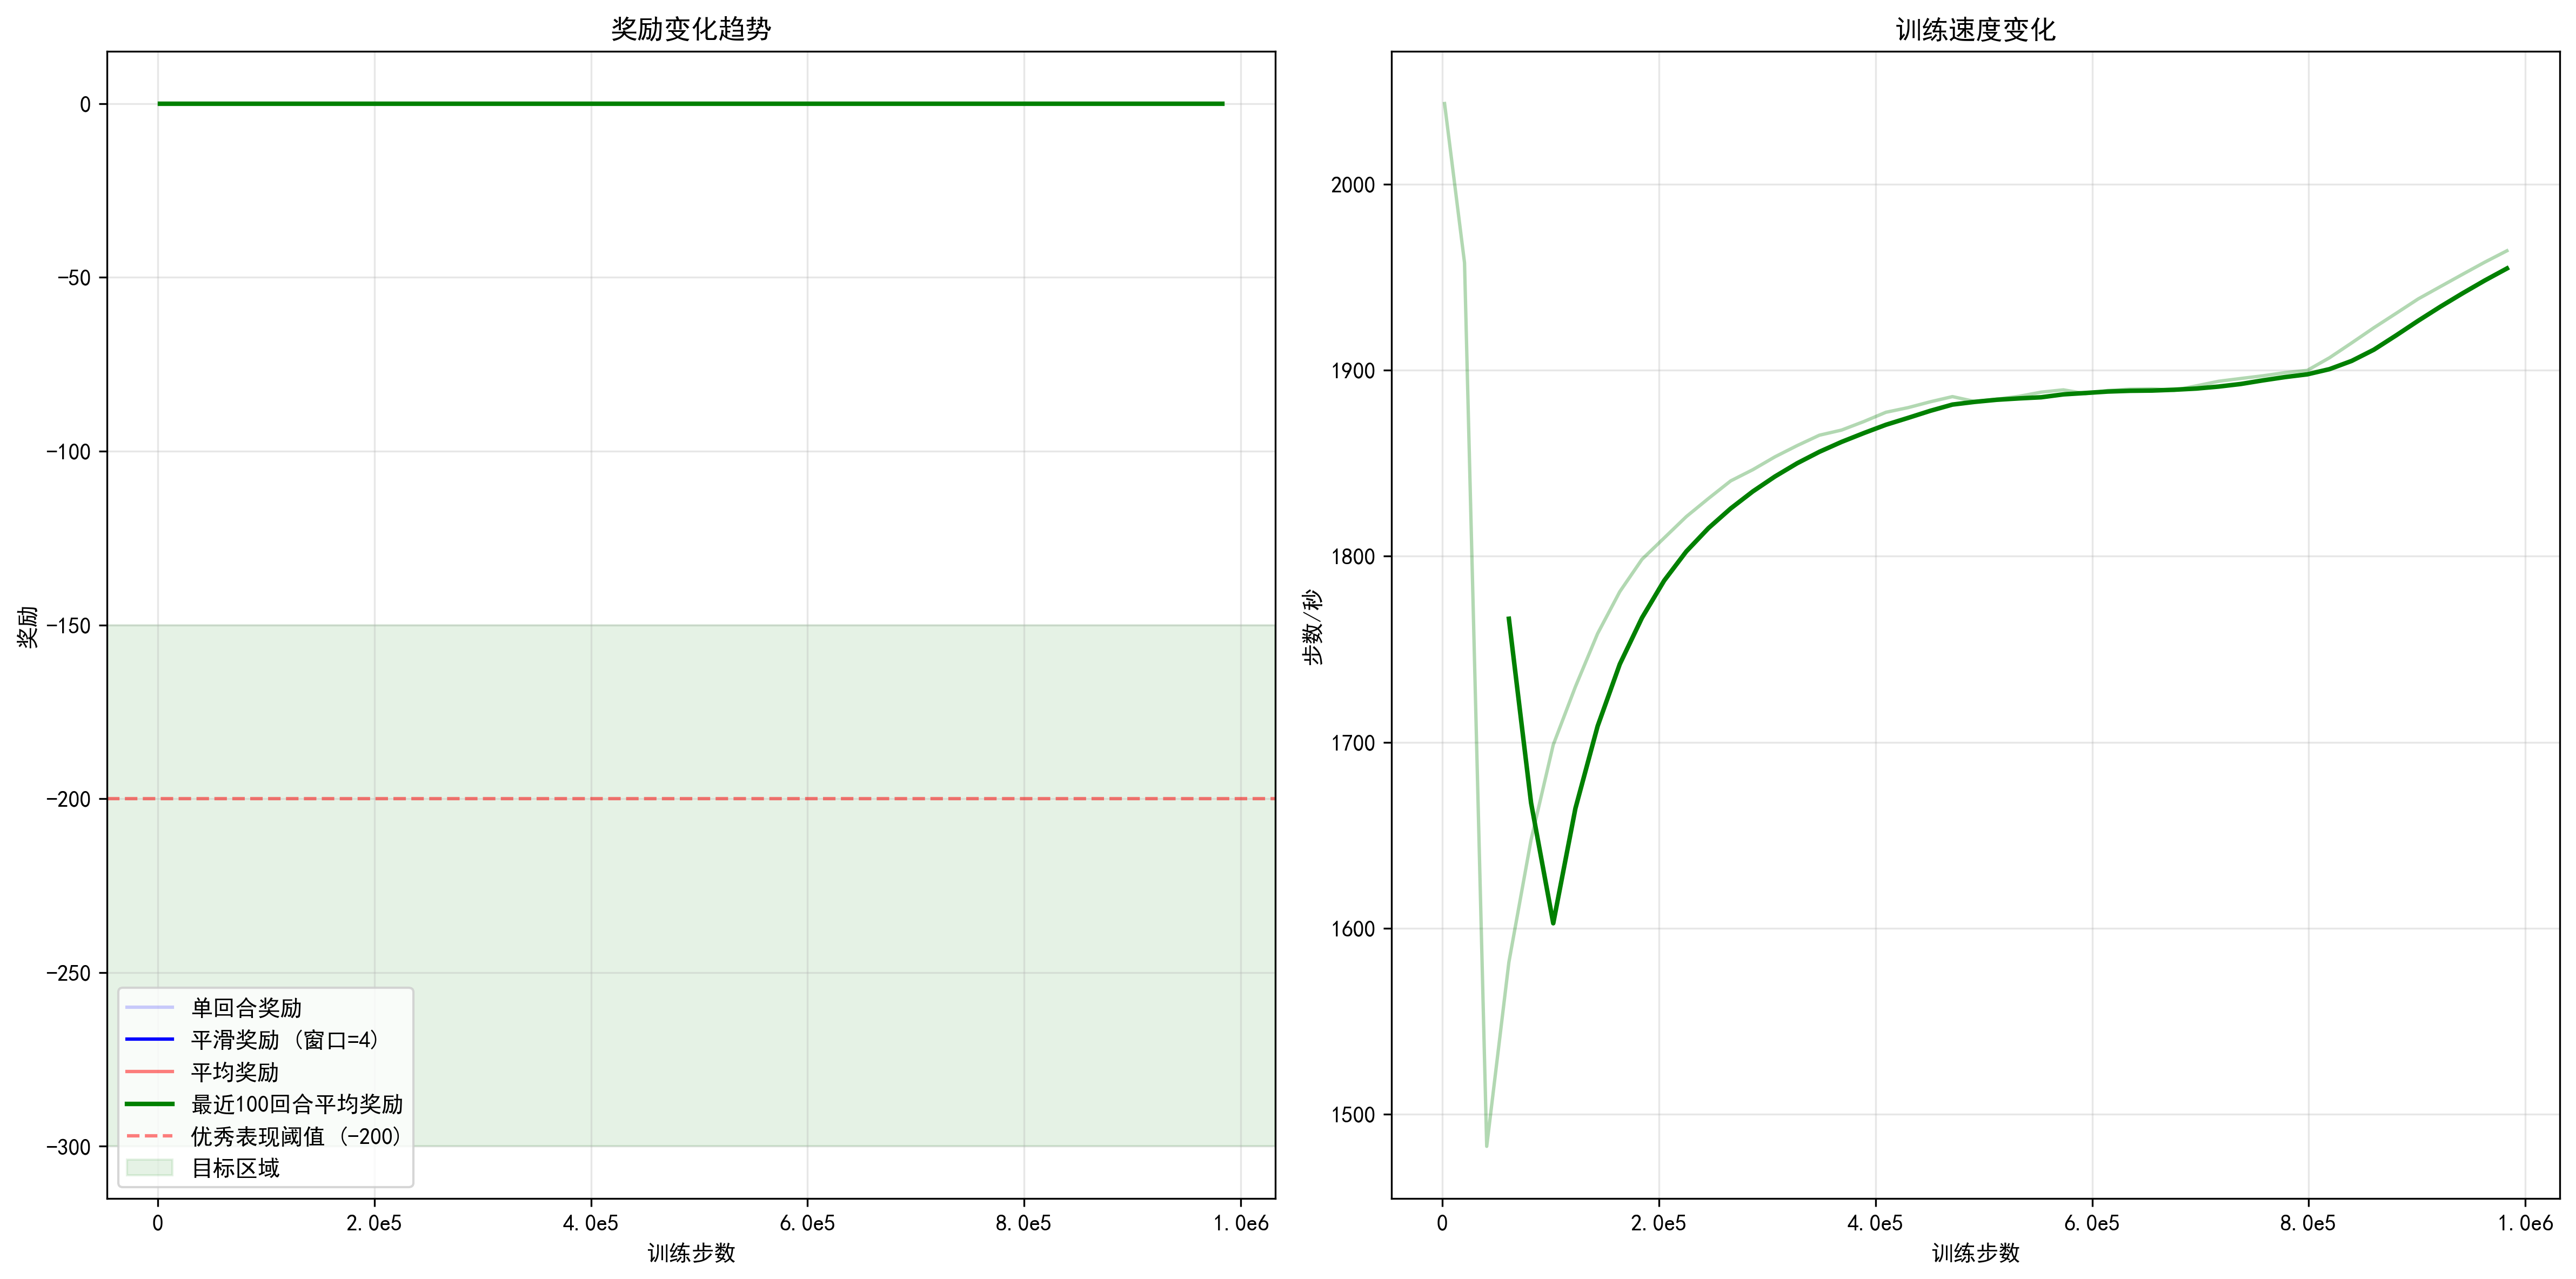 奖励变化趋势
奖励
0
-50
-100
-150
-200
-250
-300
单回合奖励
平滑奖励 (窗口=4)
平均奖励
最近100回合平均奖励
优秀表现阈值 (-200)
目标区域
0 2.0e5 4.0e5 6.0e5 8.0e5 1.0e6
训练步数
训练速度变化
步数/秒
2000
1900
1800
1700
1600
1500
0 2.0e5 4.0e5 6.0e5 8.0e5 1.0e6
训练步数